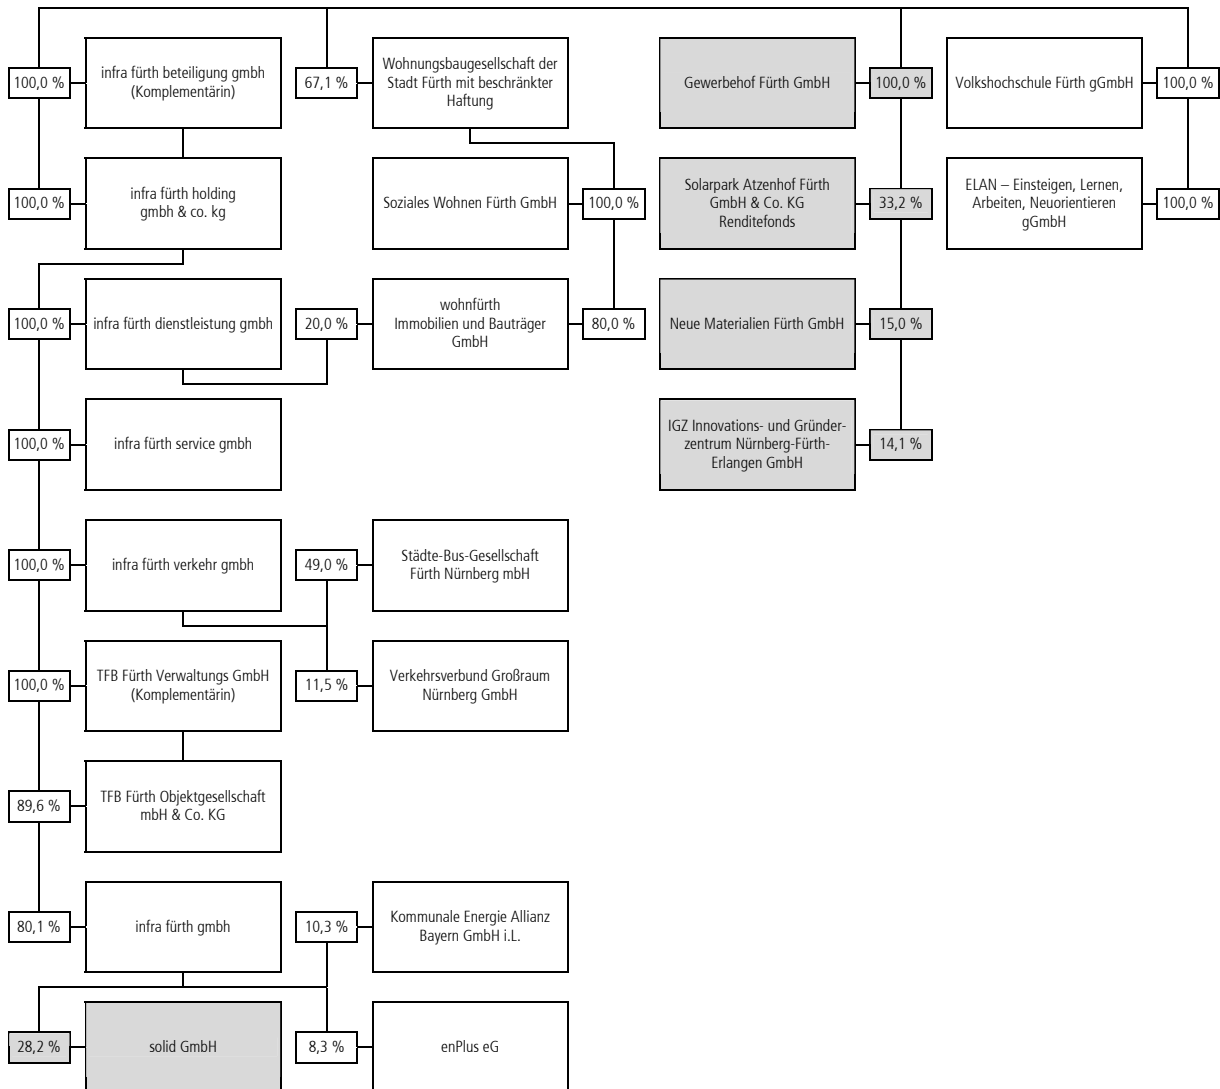 100,0 %
infra fürth beteiligung gmbh
(Komplementärin)
67,1 %
Wohnungsbaugesellschaft der
Stadt Fürth mit beschränkter
Haftung
Gewerbehof Fürth GmbH
100,0 %
Volkshochschule Fürth gGmbH
100,0 %
100,0 %
infra fürth holding
gmbh & co. kg
Soziales Wohnen Fürth GmbH
100,0 %
Solarpark Atzenhof Fürth
GmbH & Co. KG
Renditefonds
33,2 %
ELAN – Einsteigen, Lernen,
Arbeiten, Neuorientieren
gGmbH
100,0 %
100,0 %
infra fürth dienstleistung gmbh
20,0 %
wohnfürth
Immobilien und Bauträger
GmbH
80,0 %
Neue Materialien Fürth GmbH
15,0 %
100,0 %
infra fürth service gmbh
IGZ Innovations- und Gründer-
zentrum Nürnberg-Fürth-
Erlangen GmbH
14,1 %
100,0 %
infra fürth verkehr gmbh
49,0 %
Städte-Bus-Gesellschaft
Fürth Nürnberg mbH
100,0 %
TFB Fürth Verwaltungs GmbH
(Komplementärin)
11,5 %
Verkehrsverbund Großraum
Nürnberg GmbH
89,6 %
TFB Fürth Objektgesellschaft
mbH & Co. KG
80,1 %
infra fürth gmbh
10,3 %
Kommunale Energie Allianz
Bayern GmbH i.L.
28,2 %
solid GmbH
8,3 %
enPlus eG